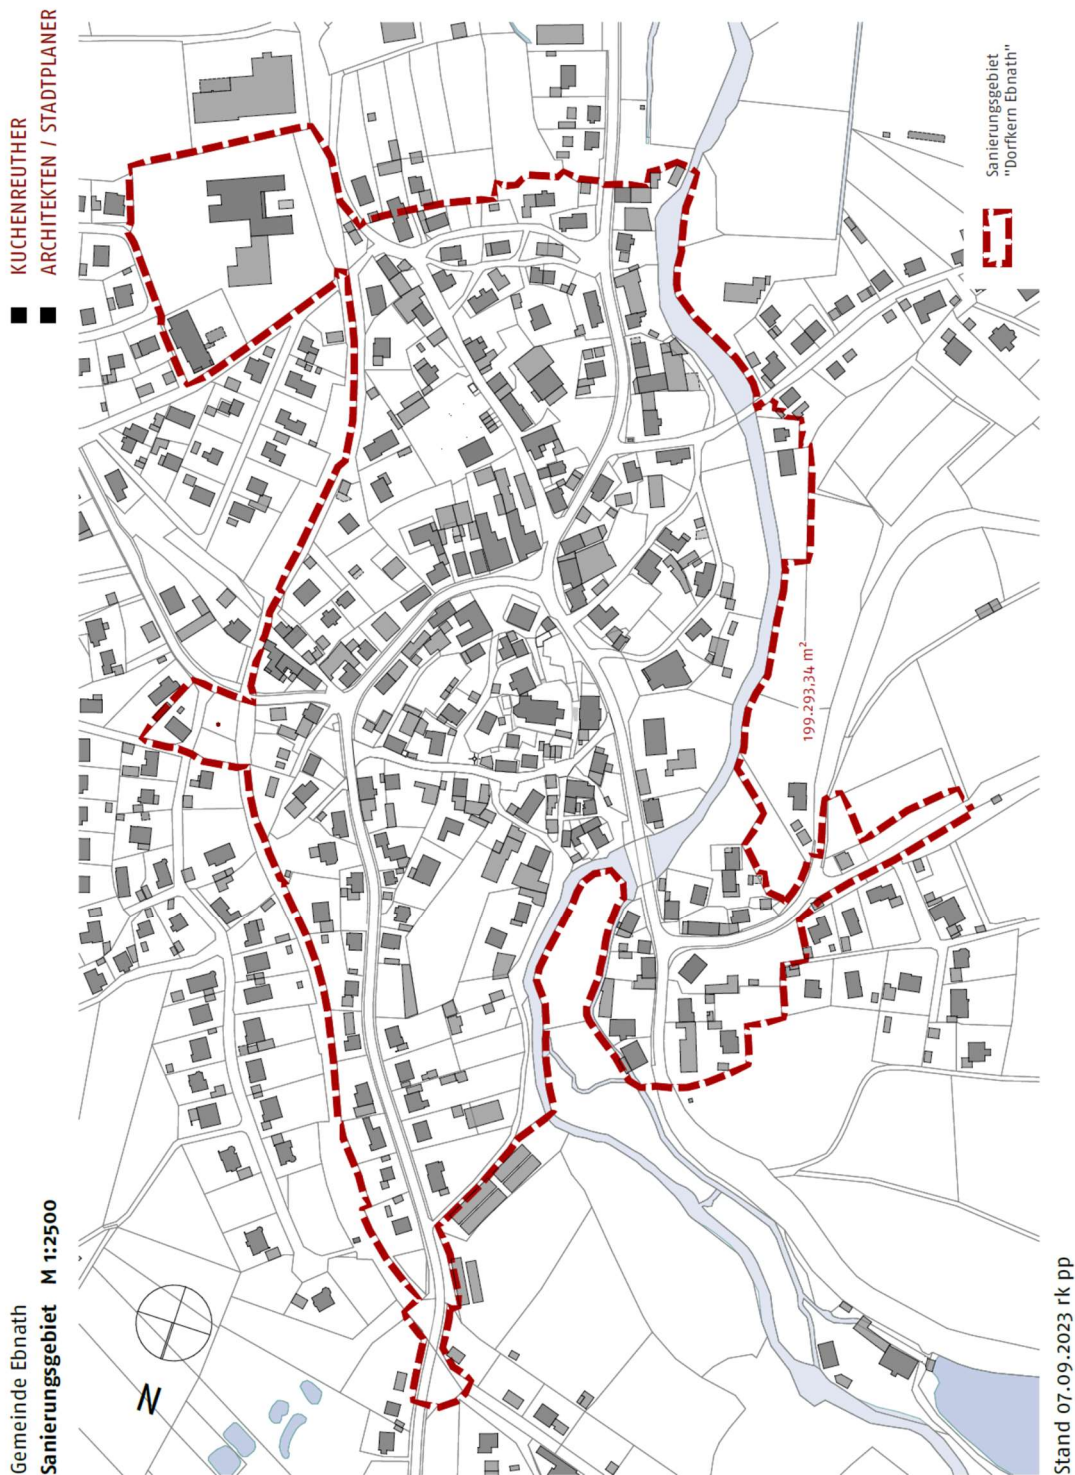 Gemeinde Ebnath
Sanierungsgebiet M 1:2500
KUCHENREUTHER
ARCHITEKTEN / STADTPLANER
N
199.293,34 m²
Sanierungsgebiet
"Dorfkern Ebnath"
Stand 07.09.2023 rk pp